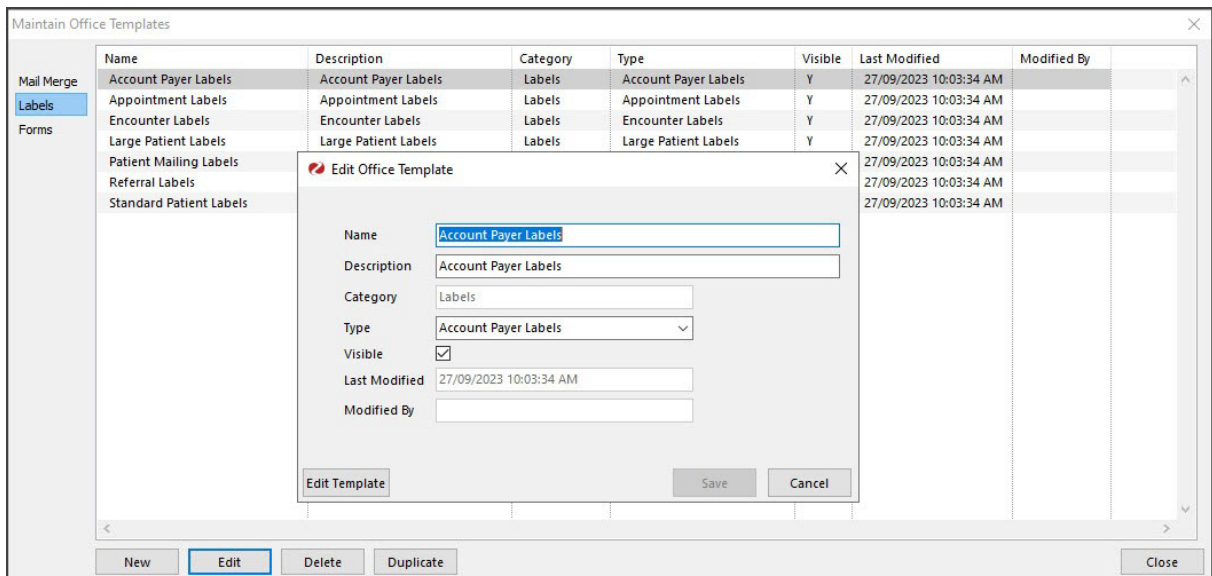 Maintain Office Templates
Mail Merge
Labels
Forms
Name Description Category Type Visible Last Modified Modified By
Account Payer Labels Account Payer Labels Labels Account Payer Labels Y 27/09/2023 10:03:34 AM
Appointment Labels Appointment Labels Labels Appointment Labels Y 27/09/2023 10:03:34 AM
Encounter Labels Encounter Labels Labels Encounter Labels Y 27/09/2023 10:03:34 AM
Large Patient Labels Large Patient Labels Labels Large Patient Labels Y 27/09/2023 10:03:34 AM
Patient Mailing Labels 27/09/2023 10:03:34 AM
Referral Labels 27/09/2023 10:03:34 AM
Standard Patient Labels 27/09/2023 10:03:34 AM
Edit Office Template
Name Account Payer Labels
Description Account Payer Labels
Category Labels
Type Account Payer Labels
Visible
Last Modified 27/09/2023 10:03:34 AM
Modified By
Edit Template Save Cancel
New Edit Delete Duplicate Close